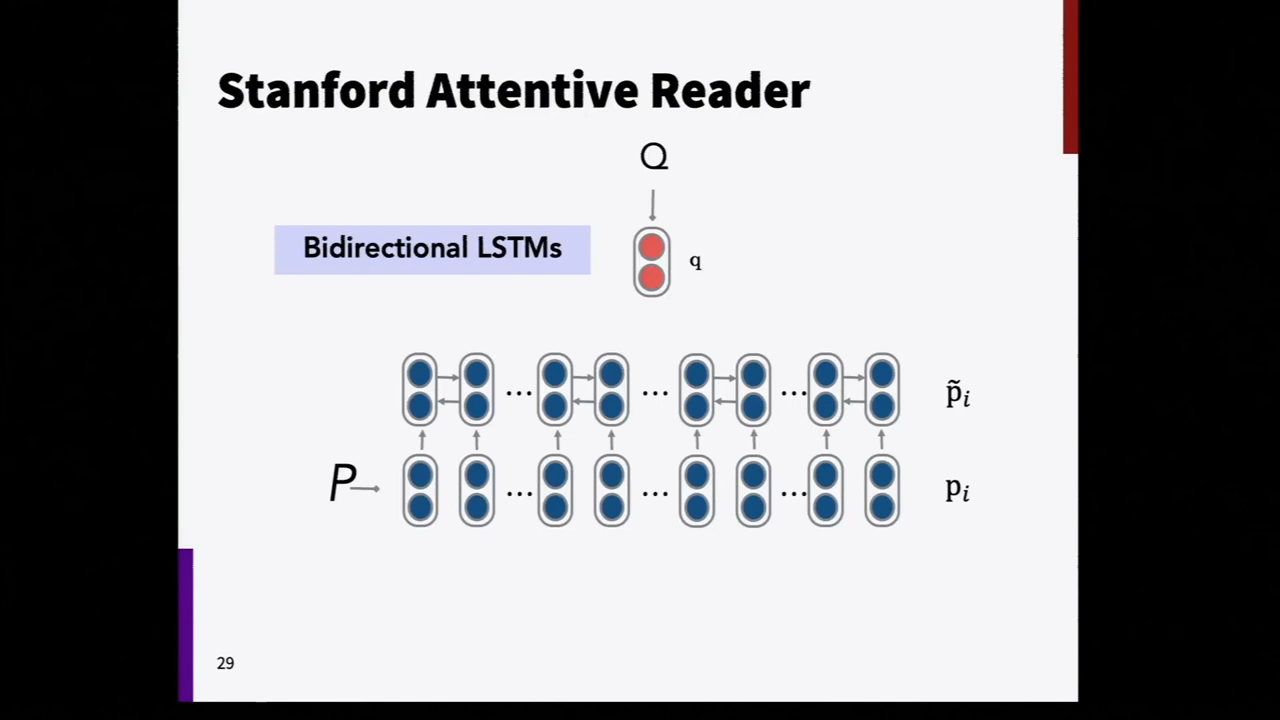 Stanford Attentive Reader
Q
Bidirectional LSTMs
q
... ... ... p̃ᵢ
P ... ... ... pᵢ
29